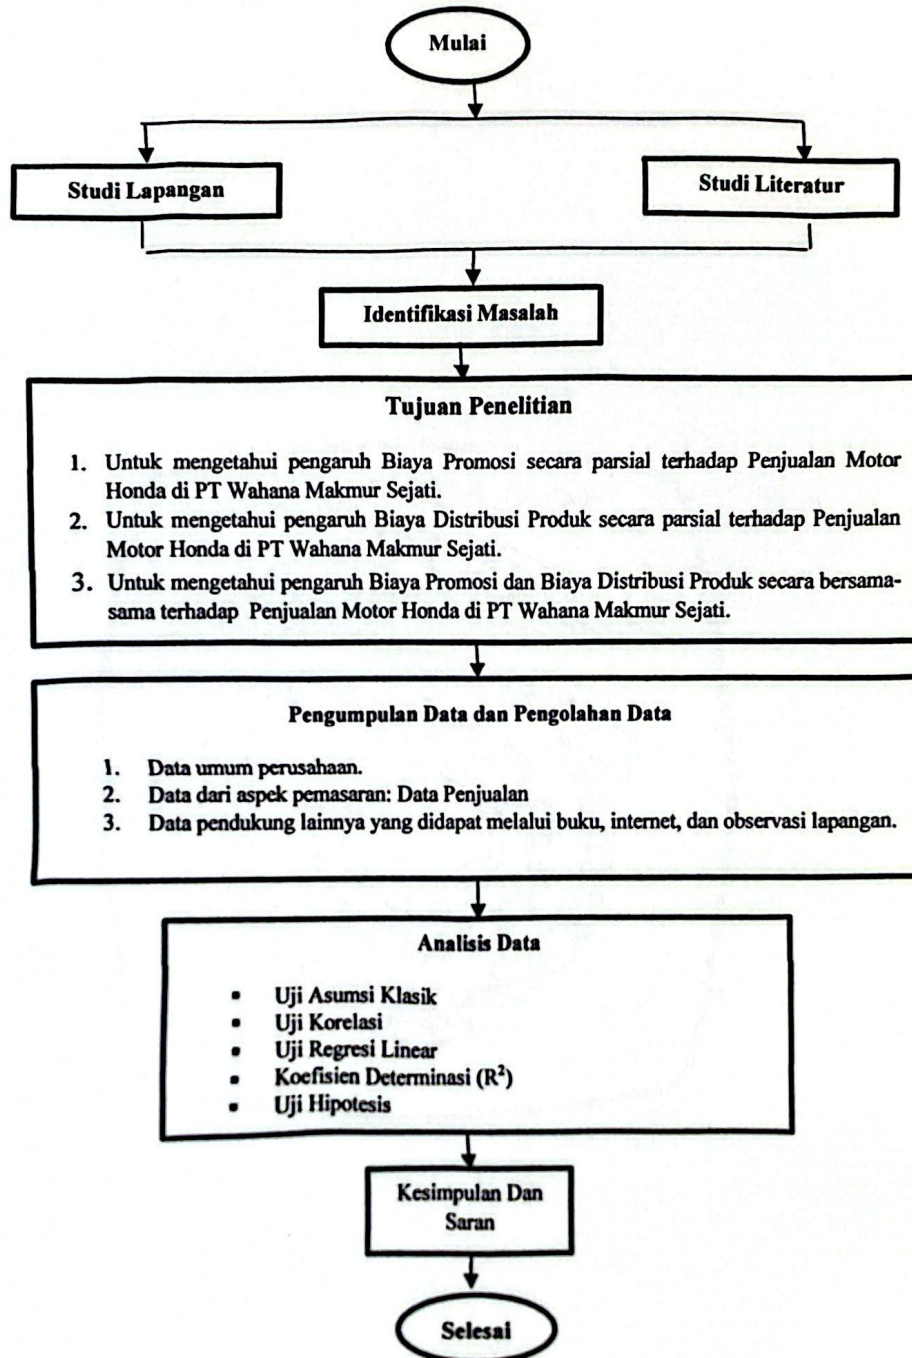 Mulai
Studi Lapangan
Studi Literatur
Identifikasi Masalah
Tujuan Penelitian
1. Untuk mengetahui pengaruh Biaya Promosi secara parsial terhadap Penjualan Motor
Honda di PT Wahana Makmur Sejati.
2. Untuk mengetahui pengaruh Biaya Distribusi Produk secara parsial terhadap Penjualan
Motor Honda di PT Wahana Makmur Sejati.
3. Untuk mengetahui pengaruh Biaya Promosi dan Biaya Distribusi Produk secara bersama-
sama terhadap Penjualan Motor Honda di PT Wahana Makmur Sejati.
Pengumpulan Data dan Pengolahan Data
1. Data umum perusahaan.
2. Data dari aspek pemasaran: Data Penjualan
3. Data pendukung lainnya yang didapat melalui buku, internet, dan observasi lapangan.
Analisis Data
▪ Uji Asumsi Klasik
▪ Uji Korelasi
▪ Uji Regresi Linear
▪ Koefisien Determinasi (R²)
▪ Uji Hipotesis
Kesimpulan Dan
Saran
Selesai